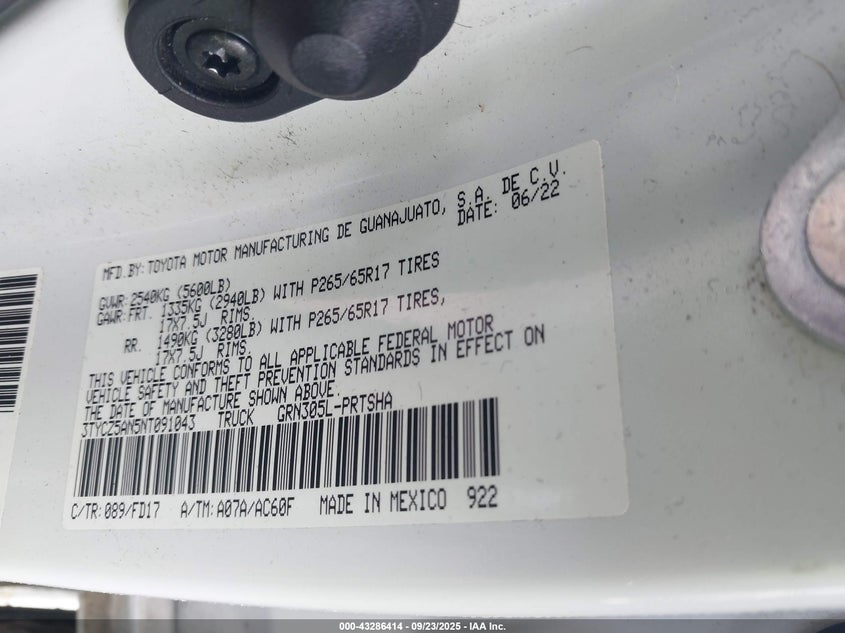 MFD.BY: TOYOTA MOTOR MANUFACTURING DE GUANAJUATO, S.A. DE C.V.
DATE: 06/22
GVWR: 2540KG (5600LB)
GAWR: FRT. 1335KG (2940LB) WITH P265/65R17 TIRES
17X7.5J RIMS.
RR. 1490KG (3280LB) WITH P265/65R17 TIRES,
17X7.5J RIMS.
THIS VEHICLE CONFORMS TO ALL APPLICABLE FEDERAL MOTOR
VEHICLE SAFETY AND THEFT PREVENTION STANDARDS IN EFFECT ON
THE DATE OF MANUFACTURE SHOWN ABOVE.
3TYCZ5AN5NT091043 TRUCK GRN305L-PRTSHA
C/TR: 089/FD17 A/TM: A07A/AC60F MADE IN MEXICO 922
000-43286414 - 09/23/2025 - IAA Inc.